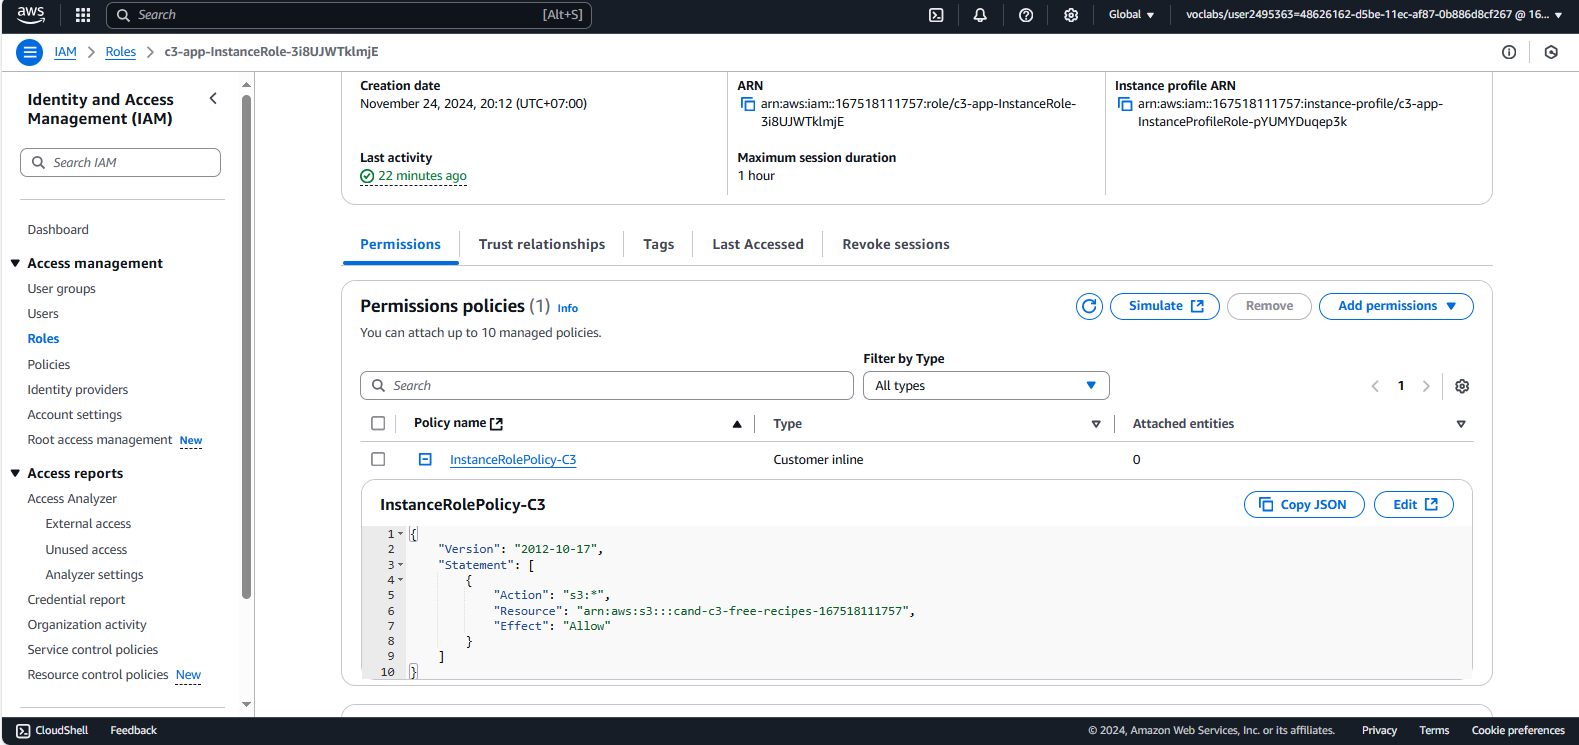 aws
Search [Alt+S]
Global
voclabs/user2495363=48626162-d5be-11ec-af87-0b886d8cf267 @ 16...
IAM > Roles > c3-app-InstanceRole-3i8UJWTklmjE
Identity and Access
Management (IAM)
Search IAM
Dashboard
Access management
User groups
Users
Roles
Policies
Identity providers
Account settings
Root access management New
Access reports
Access Analyzer
External access
Unused access
Analyzer settings
Credential report
Organization activity
Service control policies
Resource control policies New
Creation date
November 24, 2024, 20:12 (UTC+07:00)
Last activity
22 minutes ago
ARN
arn:aws:iam::167518111757:role/c3-app-InstanceRole-
3i8UJWTklmjE
Maximum session duration
1 hour
Instance profile ARN
arn:aws:iam::167518111757:instance-profile/c3-app-
InstanceProfileRole-pYUMYDuqep3k
Permissions
Trust relationships
Tags
Last Accessed
Revoke sessions
Permissions policies (1) Info
You can attach up to 10 managed policies.
Simulate
Remove
Add permissions
Filter by Type
Search
All types
1
Policy name
Type
Attached entities
InstanceRolePolicy-C3
Customer inline
0
InstanceRolePolicy-C3
Copy JSON
Edit
1 {
2 "Version": "2012-10-17",
3 "Statement": [
4 {
5 "Action": "s3:*",
6 "Resource": "arn:aws:s3:::cand-c3-free-recipes-167518111757",
7 "Effect": "Allow"
8 }
9 ]
10 }
CloudShell
Feedback
© 2024, Amazon Web Services, Inc. or its affiliates.
Privacy
Terms
Cookie preferences